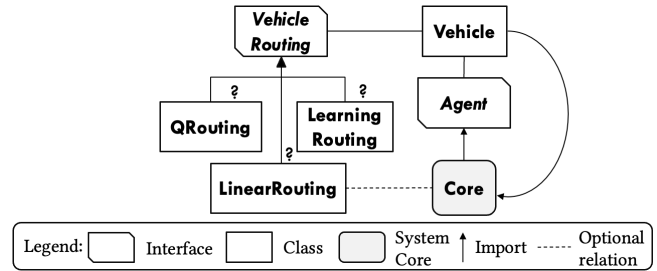 Vehicle
Routing
Vehicle
Agent
?
?
QRouting
Learning
Routing
?
LinearRouting
Core
Legend:
Interface
Class
System
Core
Import
Optional
relation